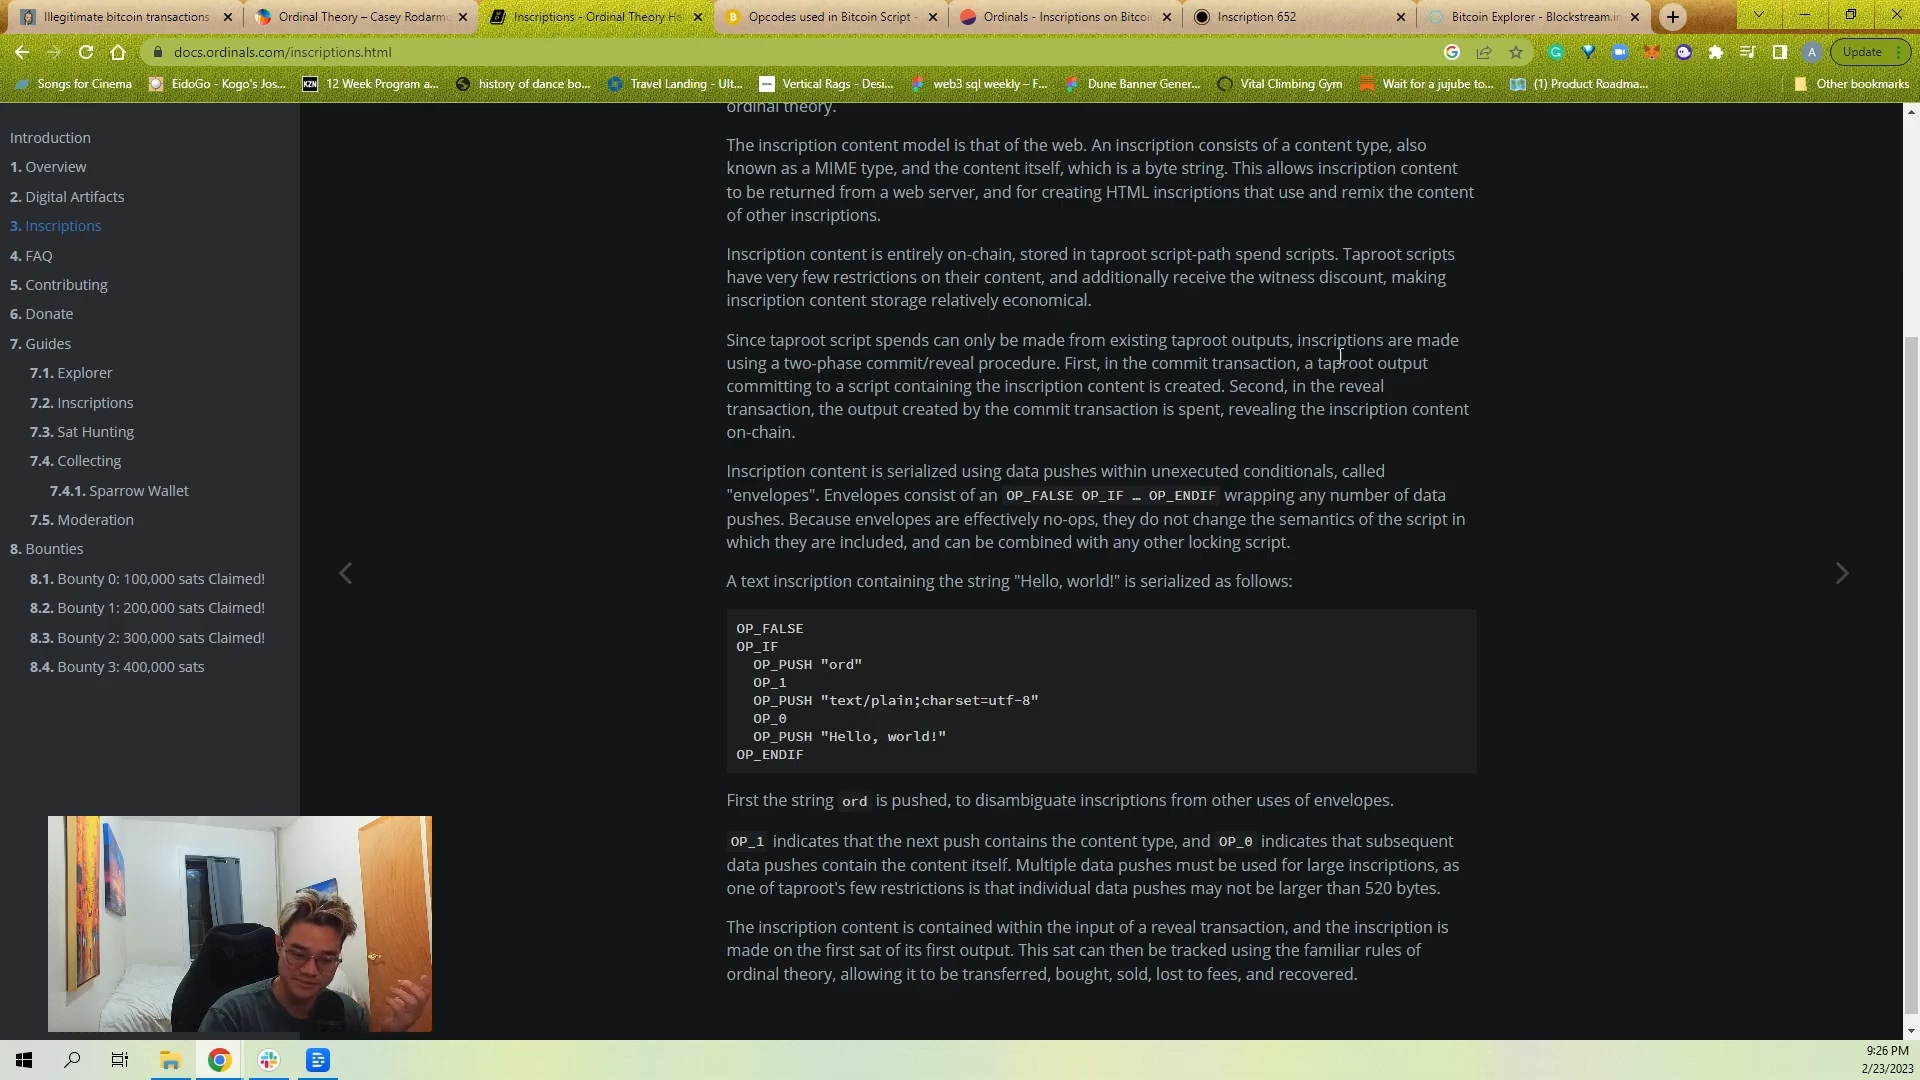 Illegitimate bitcoin transactions
Ordinal Theory – Casey Rodarm
Inscriptions - Ordinal Theory Ha
Opcodes used in Bitcoin Script -
Ordinals - Inscriptions on Bitcoi
Inscription 652
Bitcoin Explorer - Blockstream.in
docs.ordinals.com/inscriptions.html
A
Update
Songs for Cinema
EidoGo - Kogo's Jos...
KZN
12 Week Program a...
history of dance bo...
Travel Landing - Ult...
Vertical Rags - Desi...
web3 sql weekly – F...
Dune Banner Gener...
Vital Climbing Gym
Wait for a jujube to...
(1) Product Roadma...
Other bookmarks
Introduction
1. Overview
2. Digital Artifacts
3. Inscriptions
4. FAQ
5. Contributing
6. Donate
7. Guides
7.1. Explorer
7.2. Inscriptions
7.3. Sat Hunting
7.4. Collecting
7.4.1. Sparrow Wallet
7.5. Moderation
8. Bounties
8.1. Bounty 0: 100,000 sats Claimed!
8.2. Bounty 1: 200,000 sats Claimed!
8.3. Bounty 2: 300,000 sats Claimed!
8.4. Bounty 3: 400,000 sats
ordinal theory.
The inscription content model is that of the web. An inscription consists of a content type, also
known as a MIME type, and the content itself, which is a byte string. This allows inscription content
to be returned from a web server, and for creating HTML inscriptions that use and remix the content
of other inscriptions.
Inscription content is entirely on-chain, stored in taproot script-path spend scripts. Taproot scripts
have very few restrictions on their content, and additionally receive the witness discount, making
inscription content storage relatively economical.
Since taproot script spends can only be made from existing taproot outputs, inscriptions are made
using a two-phase commit/reveal procedure. First, in the commit transaction, a taproot output
committing to a script containing the inscription content is created. Second, in the reveal
transaction, the output created by the commit transaction is spent, revealing the inscription content
on-chain.
Inscription content is serialized using data pushes within unexecuted conditionals, called
"envelopes". Envelopes consist of an OP_FALSE OP_IF … OP_ENDIF wrapping any number of data
pushes. Because envelopes are effectively no-ops, they do not change the semantics of the script in
which they are included, and can be combined with any other locking script.
A text inscription containing the string "Hello, world!" is serialized as follows:
OP_FALSE
OP_IF
OP_PUSH "ord"
OP_1
OP_PUSH "text/plain;charset=utf-8"
OP_0
OP_PUSH "Hello, world!"
OP_ENDIF
First the string ord is pushed, to disambiguate inscriptions from other uses of envelopes.
OP_1 indicates that the next push contains the content type, and OP_0 indicates that subsequent
data pushes contain the content itself. Multiple data pushes must be used for large inscriptions, as
one of taproot's few restrictions is that individual data pushes may not be larger than 520 bytes.
The inscription content is contained within the input of a reveal transaction, and the inscription is
made on the first sat of its first output. This sat can then be tracked using the familiar rules of
ordinal theory, allowing it to be transferred, bought, sold, lost to fees, and recovered.
9:26 PM
2/23/2023